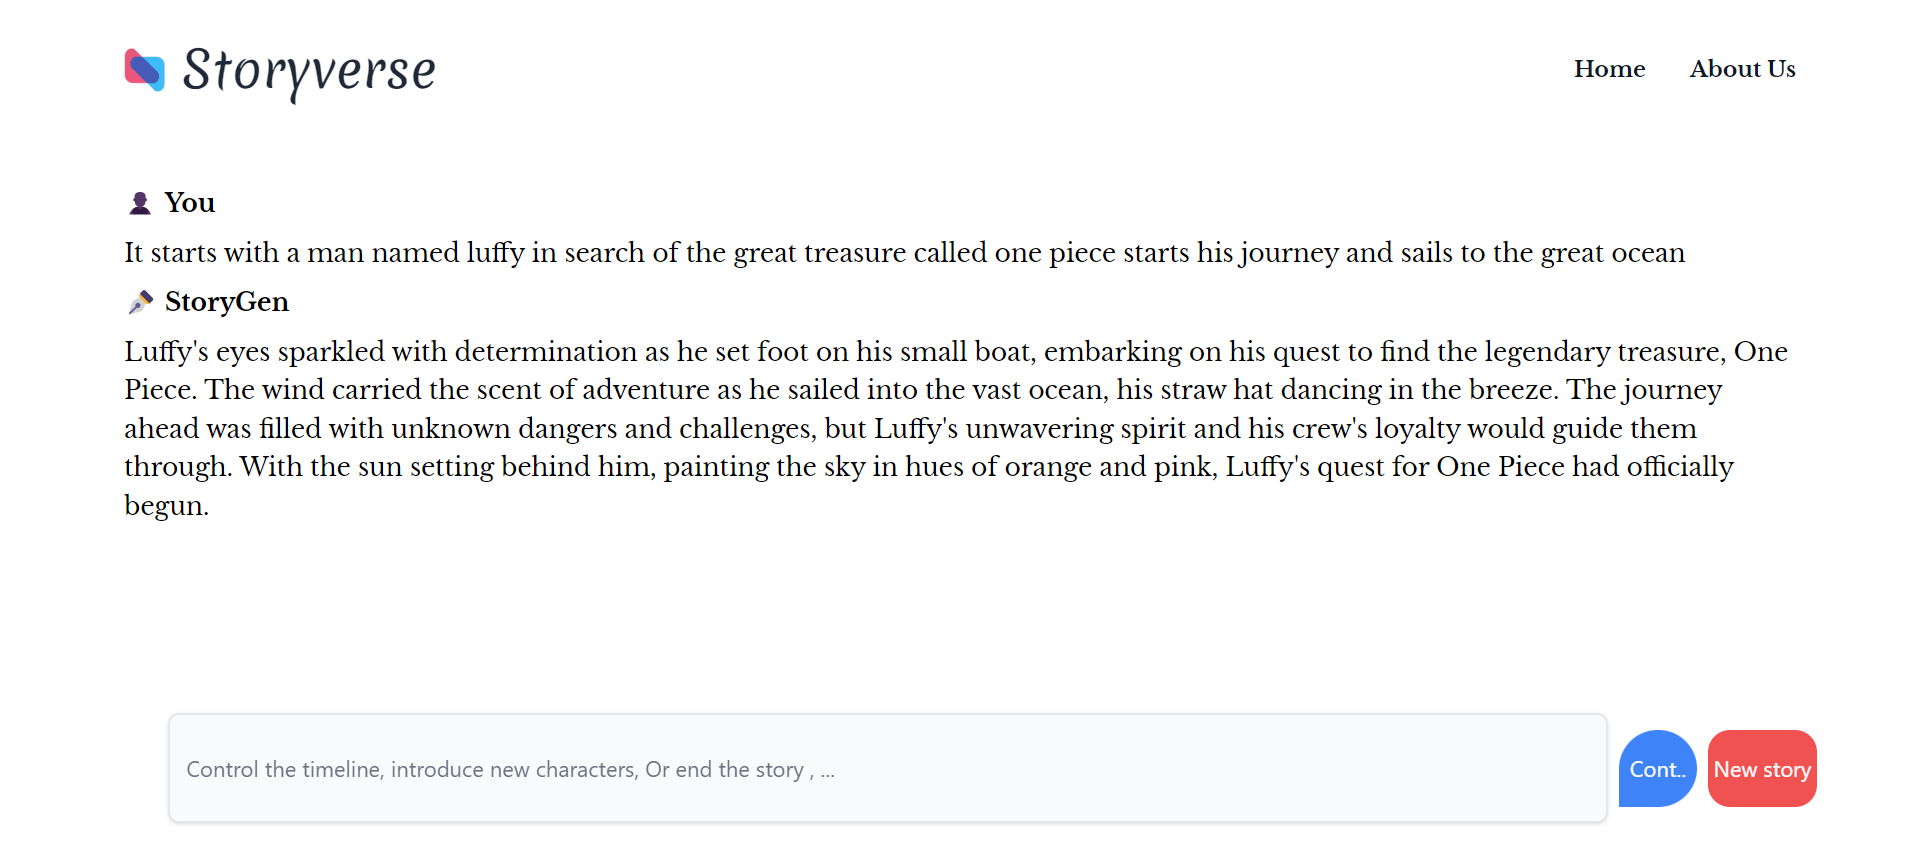 Storyverse
Home
About Us
You
It starts with a man named luffy in search of the great treasure called one piece starts his journey and sails to the great ocean
StoryGen
Luffy's eyes sparkled with determination as he set foot on his small boat, embarking on his quest to find the legendary treasure, One
Piece. The wind carried the scent of adventure as he sailed into the vast ocean, his straw hat dancing in the breeze. The journey
ahead was filled with unknown dangers and challenges, but Luffy's unwavering spirit and his crew's loyalty would guide them
through. With the sun setting behind him, painting the sky in hues of orange and pink, Luffy's quest for One Piece had officially
begun.
Control the timeline, introduce new characters, Or end the story , ...
Cont..
New story